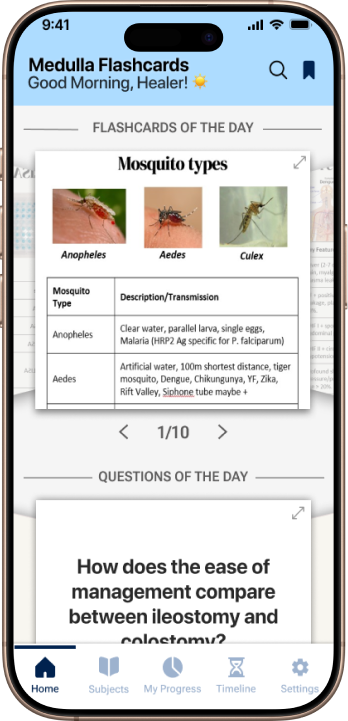 9:41
Medulla Flashcards
Good Morning, Healer! ☀️
FLASHCARDS OF THE DAY
Mosquito types
Anopheles Aedes Culex
Mosquito Type Description/Transmission
Anopheles Clear water, parallel larva, single eggs,
Malaria (HRP2 Ag specific for P. falciparum)
Aedes Artificial water, 100m shortest distance, tiger
mosquito, Dengue, Chikungunya, YF, Zika,
Rift Valley, Siphone tube maybe +
1/10
QUESTIONS OF THE DAY
How does the ease of
management compare
between ileostomy and
colostomy?
Home Subjects My Progress Timeline Settings